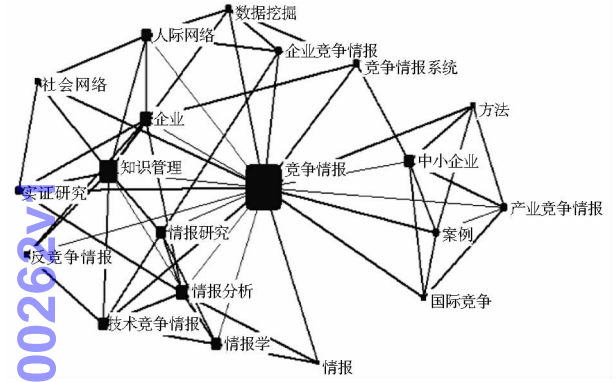 数据挖掘
人际网络
企业竞争情报
竞争情报系统
社会网络
方法
企业
中小企业
知识管理
竞争情报
实证研究
产业竞争情报
情报研究
案例
反竞争情报
情报分析
国际竞争
技术竞争情报
情报学
情报
00262v1